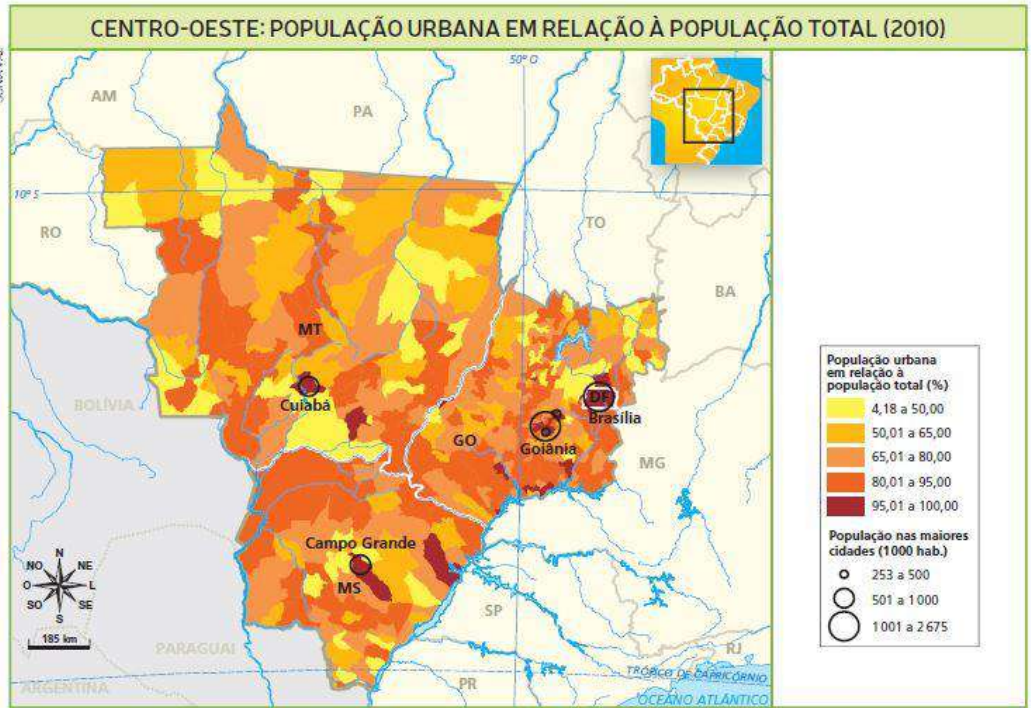 CENTRO-OESTE: POPULAÇÃO URBANA EM RELAÇÃO À POPULAÇÃO TOTAL (2010)
50° O
AM
PA
10° S
RO
TO
BA
MT
Cuiabá
BOLÍVIA
DF
Brasília
GO
Goiânia
MG
Campo Grande
MS
N
NO
NE
O
L
SO
SE
S
185 km
PARAGUAI
SP
RJ
ARGENTINA
PR
TRÓPICO DE CAPRICÓRNIO
OCEANO ATLÂNTICO
População urbana
em relação à
população total (%)
4,18 a 50,00
50,01 a 65,00
65,01 a 80,00
80,01 a 95,00
95,01 a 100,00
População nas maiores
cidades (1000 hab.)
253 a 500
501 a 1 000
1 001 a 2 675